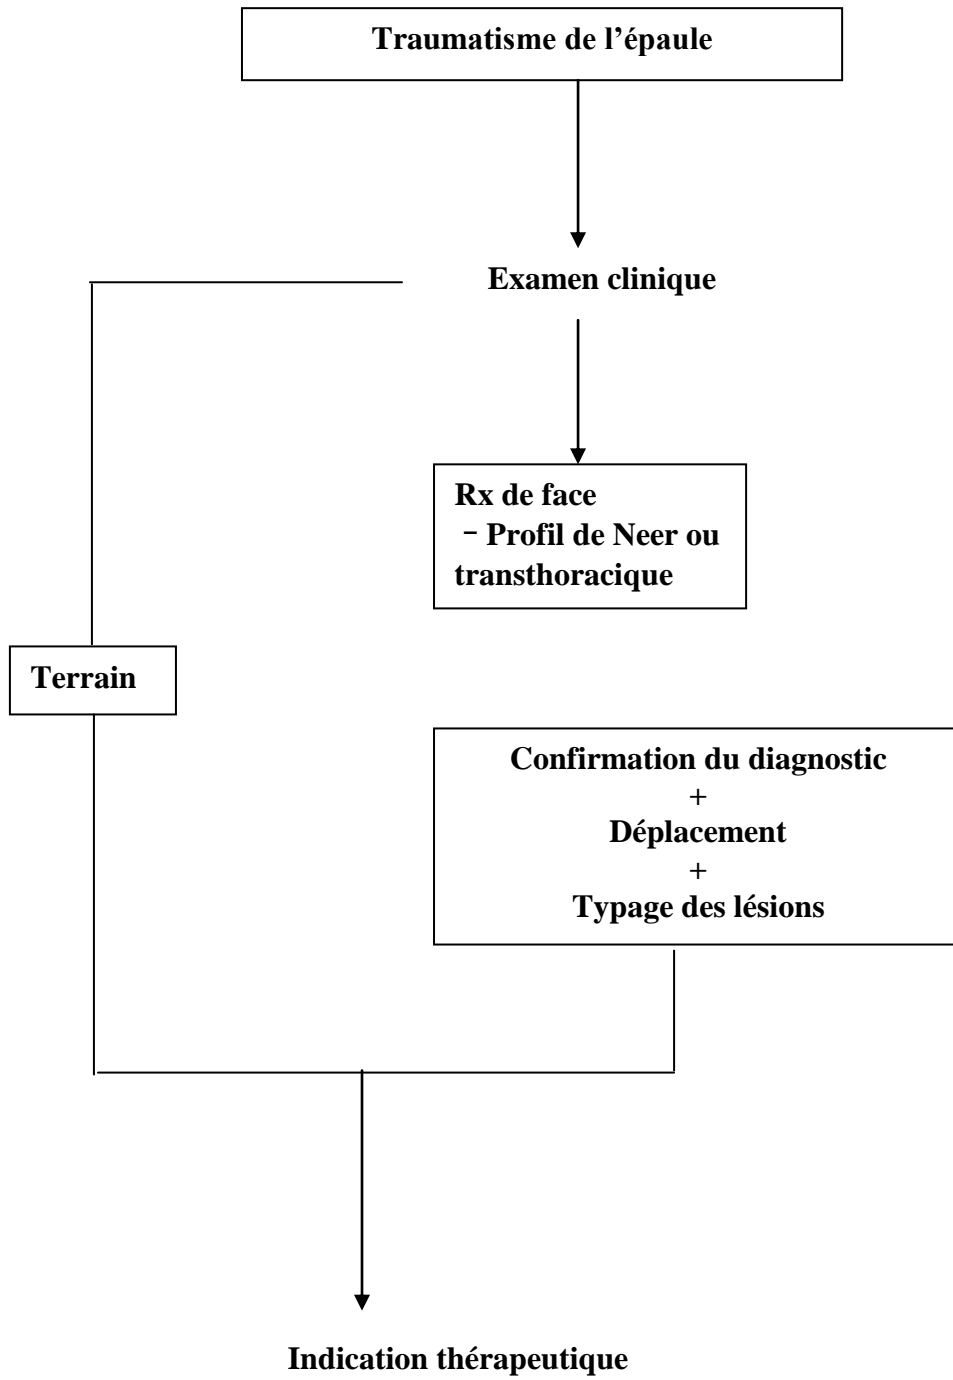 Traumatisme de l’épaule
Examen clinique
Rx de face
- Profil de Neer ou
transthoracique
Terrain
Confirmation du diagnostic
+
Déplacement
+
Typage des lésions
Indication thérapeutique